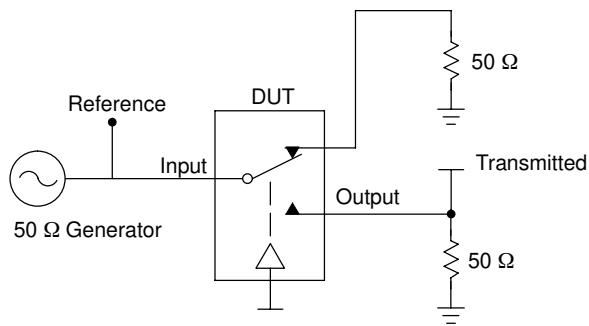 50 Ω
DUT
Reference
Input
Transmitted
Output
50 Ω Generator
50 Ω